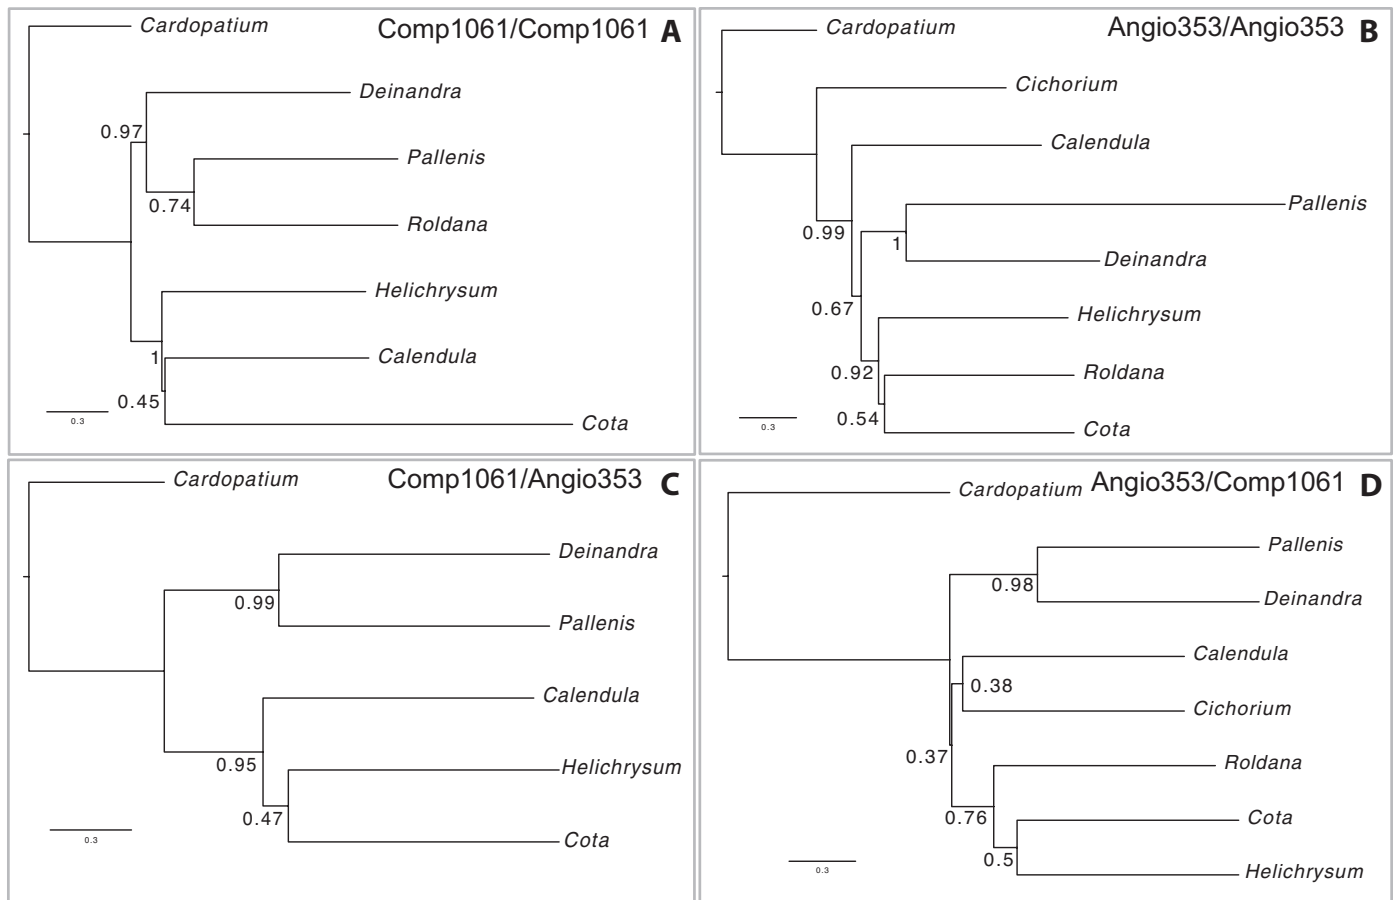 Cardopatium
Comp1061/Comp1061 A
Deinandra
0.97
Pallenis
0.74
Roldana
Helichrysum
1
Calendula
0.45
0.3
Cota
Cardopatium
Angio353/Angio353 B
Cichorium
Calendula
Pallenis
0.99
1
Deinandra
0.67
Helichrysum
0.92
Roldana
0.54
0.3
Cota
Cardopatium
Comp1061/Angio353 C
Deinandra
0.99
Pallenis
Calendula
0.95
Helichrysum
0.47
0.3
Cota
Cardopatium
Angio353/Comp1061 D
Pallenis
0.98
Deinandra
Calendula
0.38
Cichorium
0.37
Roldana
0.76
Cota
0.5
0.3
Helichrysum